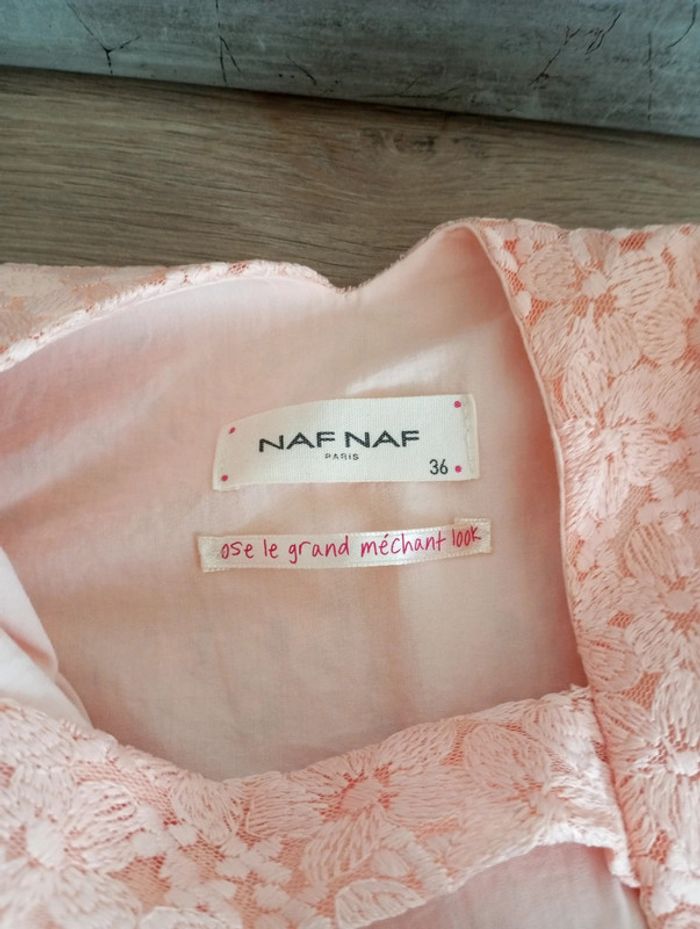 NAF NAF
PARIS
36
ose le grand méchant look